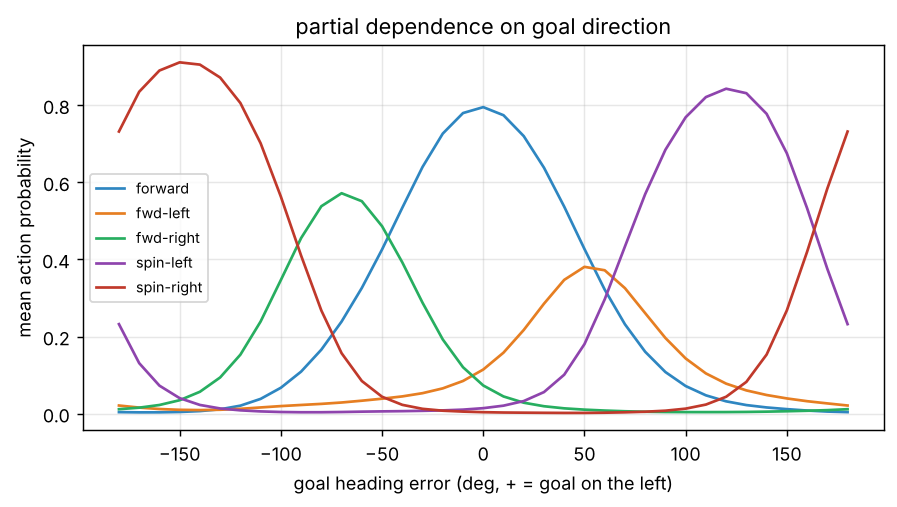 partial dependence on goal direction
mean action probability
0.8
0.6
0.4
0.2
0.0
forward
fwd-left
fwd-right
spin-left
spin-right
−150
−100
−50
0
50
100
150
goal heading error (deg, + = goal on the left)